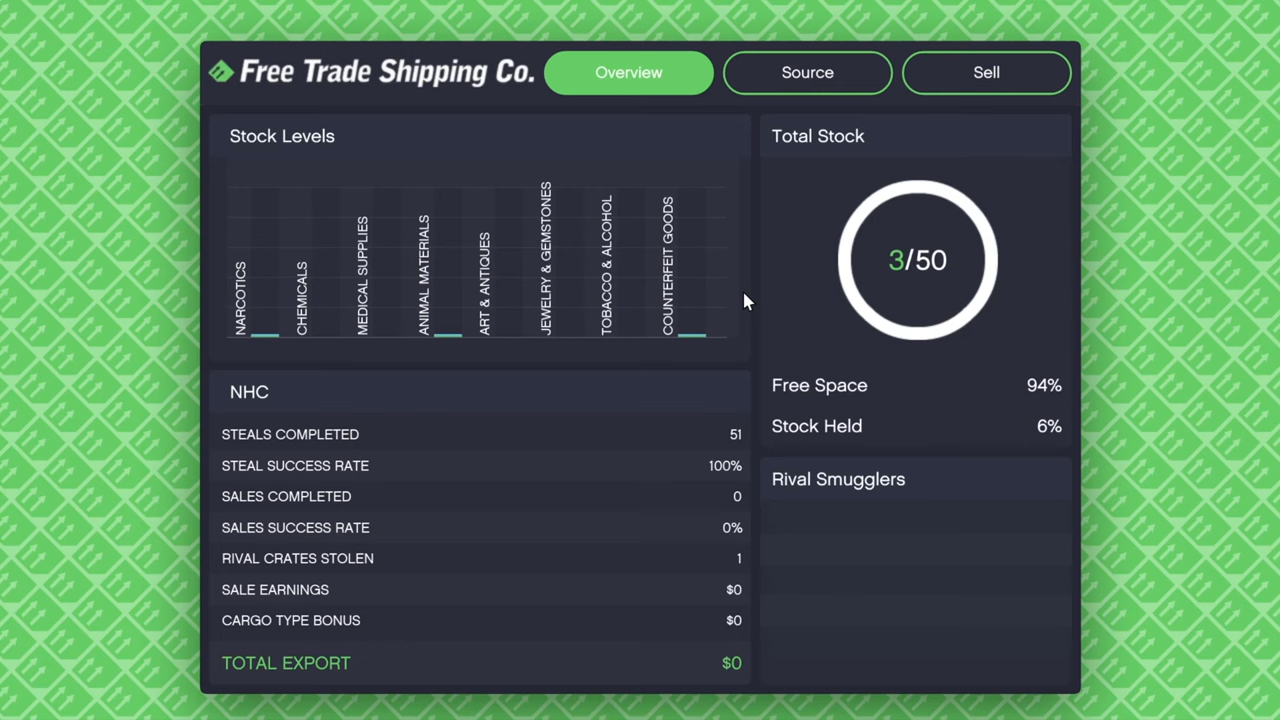 Free Trade Shipping Co.
Overview
Source
Sell
Stock Levels
NARCOTICS
CHEMICALS
MEDICAL SUPPLIES
ANIMAL MATERIALS
ART & ANTIQUES
JEWELRY & GEMSTONES
TOBACCO & ALCOHOL
COUNTERFEIT GOODS
Total Stock
3/50
Free Space 94%
Stock Held 6%
NHC
STEALS COMPLETED 51
STEAL SUCCESS RATE 100%
SALES COMPLETED 0
SALES SUCCESS RATE 0%
RIVAL CRATES STOLEN 1
SALE EARNINGS $0
CARGO TYPE BONUS $0
TOTAL EXPORT $0
Rival Smugglers